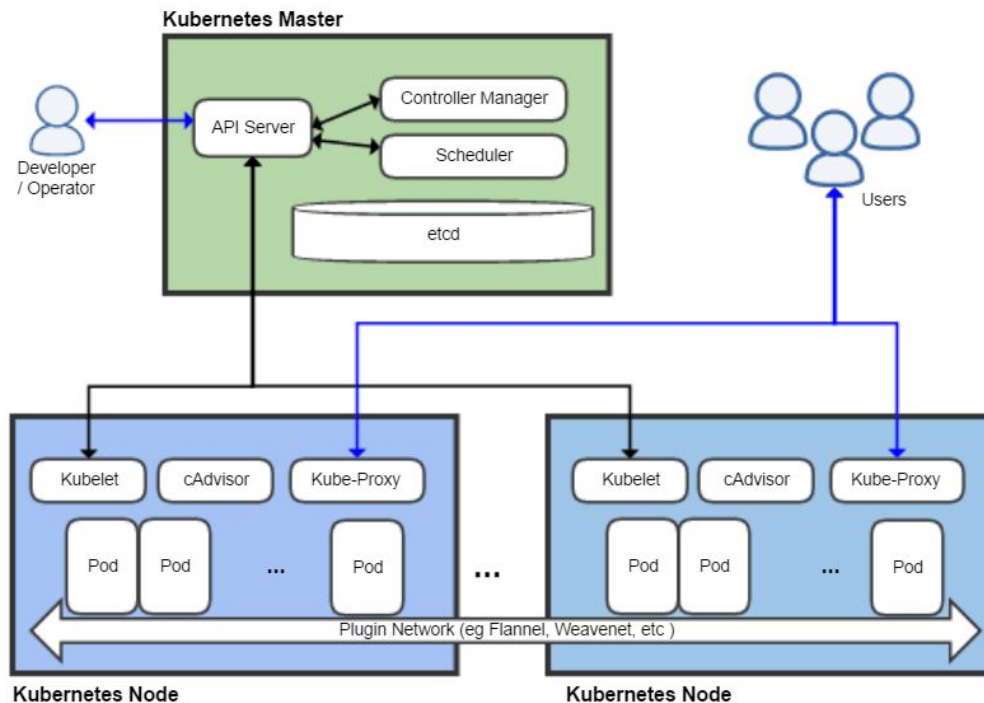 Kubernetes Master
API Server
Controller Manager
Scheduler
etcd
Developer
/ Operator
Users
Kubelet
cAdvisor
Kube-Proxy
Pod
Pod
...
Pod
...
Kubelet
cAdvisor
Kube-Proxy
Pod
Pod
...
Pod
Plugin Network (eg Flannel, Weavenet, etc )
Kubernetes Node
Kubernetes Node